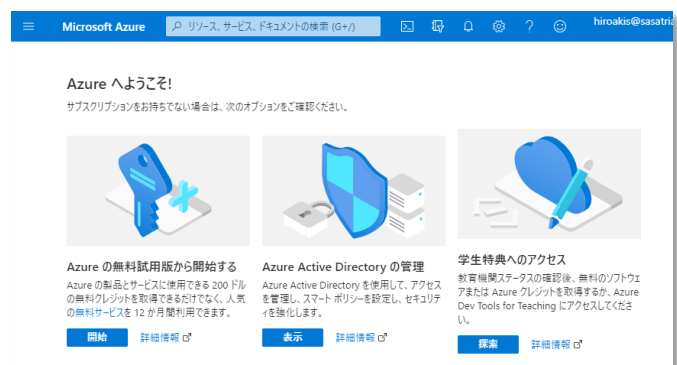 Microsoft Azure
リソース、サービス、ドキュメントの検索 (G+/)
hiroakis@sasatria
Azure へようこそ!
サブスクリプションをお持ちでない場合は、次のオプションをご確認ください。
Azure の無料試用版から開始する
Azure の製品とサービスに使用できる 200 ドル
の無料クレジットを取得できるだけでなく、人気
の無料サービスを 12 か月間利用できます。
開始 詳細情報
Azure Active Directory の管理
Azure Active Directory を使用して、アクセス
を管理し、スマート ポリシーを設定し、セキュリテ
ィを強化します。
表示 詳細情報
学生特典へのアクセス
教育機関ステータスの確認後、無料のソフトウェ
アまたは Azure クレジットを取得するか、Azure
Dev Tools for Teaching にアクセスしてくださ
い。
探索 詳細情報